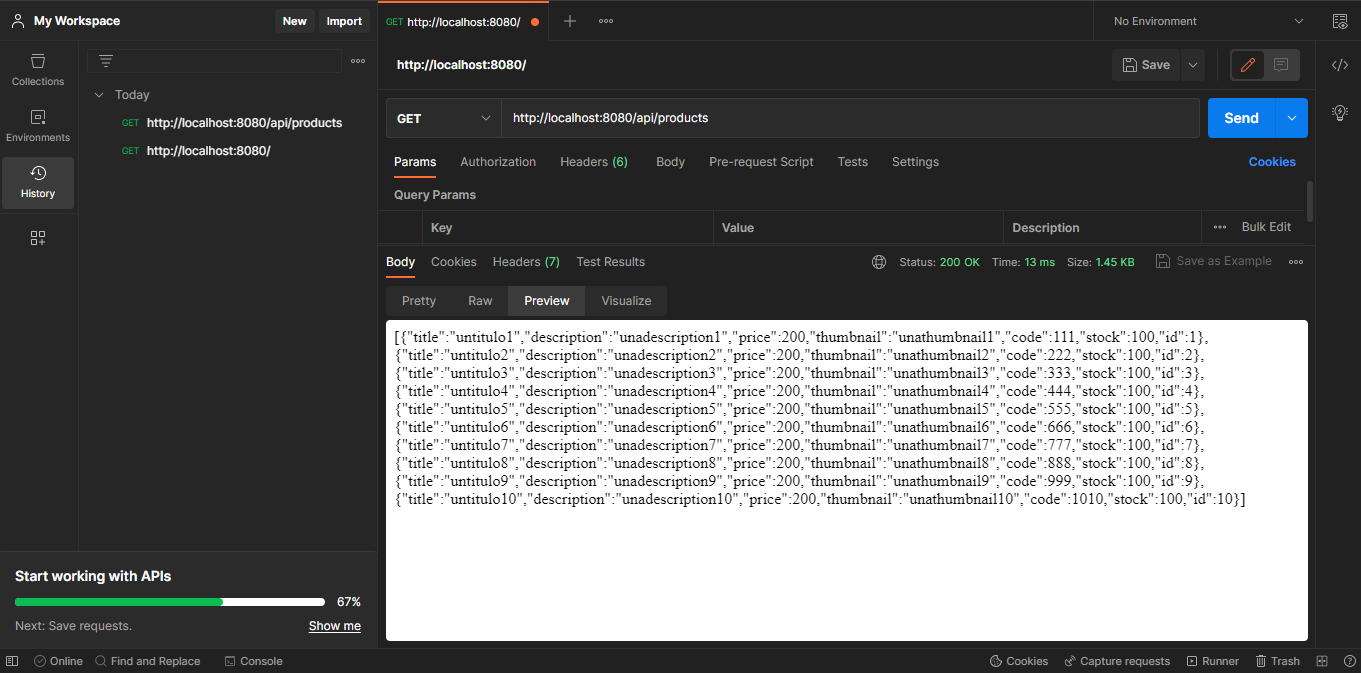 My Workspace
New
Import
GET http://localhost:8080/
No Environment
Collections
Environments
History
Today
GET http://localhost:8080/api/products
GET http://localhost:8080/
http://localhost:8080/
Save
GET
http://localhost:8080/api/products
Send
Params
Authorization
Headers (6)
Body
Pre-request Script
Tests
Settings
Cookies
Query Params
Key
Value
Description
Bulk Edit
Body
Cookies
Headers (7)
Test Results
Status: 200 OK
Time: 13 ms
Size: 1.45 KB
Save as Example
Pretty
Raw
Preview
Visualize
[{"title":"untitulo1","description":"unadescription1","price":200,"thumbnail":"unathumbnail1","code":111,"stock":100,"id":1},
{"title":"untitulo2","description":"unadescription2","price":200,"thumbnail":"unathumbnail2","code":222,"stock":100,"id":2},
{"title":"untitulo3","description":"unadescription3","price":200,"thumbnail":"unathumbnail3","code":333,"stock":100,"id":3},
{"title":"untitulo4","description":"unadescription4","price":200,"thumbnail":"unathumbnail4","code":444,"stock":100,"id":4},
{"title":"untitulo5","description":"unadescription5","price":200,"thumbnail":"unathumbnail5","code":555,"stock":100,"id":5},
{"title":"untitulo6","description":"unadescription6","price":200,"thumbnail":"unathumbnail6","code":666,"stock":100,"id":6},
{"title":"untitulo7","description":"unadescription7","price":200,"thumbnail":"unathumbnail7","code":777,"stock":100,"id":7},
{"title":"untitulo8","description":"unadescription8","price":200,"thumbnail":"unathumbnail8","code":888,"stock":100,"id":8},
{"title":"untitulo9","description":"unadescription9","price":200,"thumbnail":"unathumbnail9","code":999,"stock":100,"id":9},
{"title":"untitulo10","description":"unadescription10","price":200,"thumbnail":"unathumbnail10","code":1010,"stock":100,"id":10}]
Start working with APIs
67%
Next: Save requests.
Show me
Online
Find and Replace
Console
Cookies
Capture requests
Runner
Trash